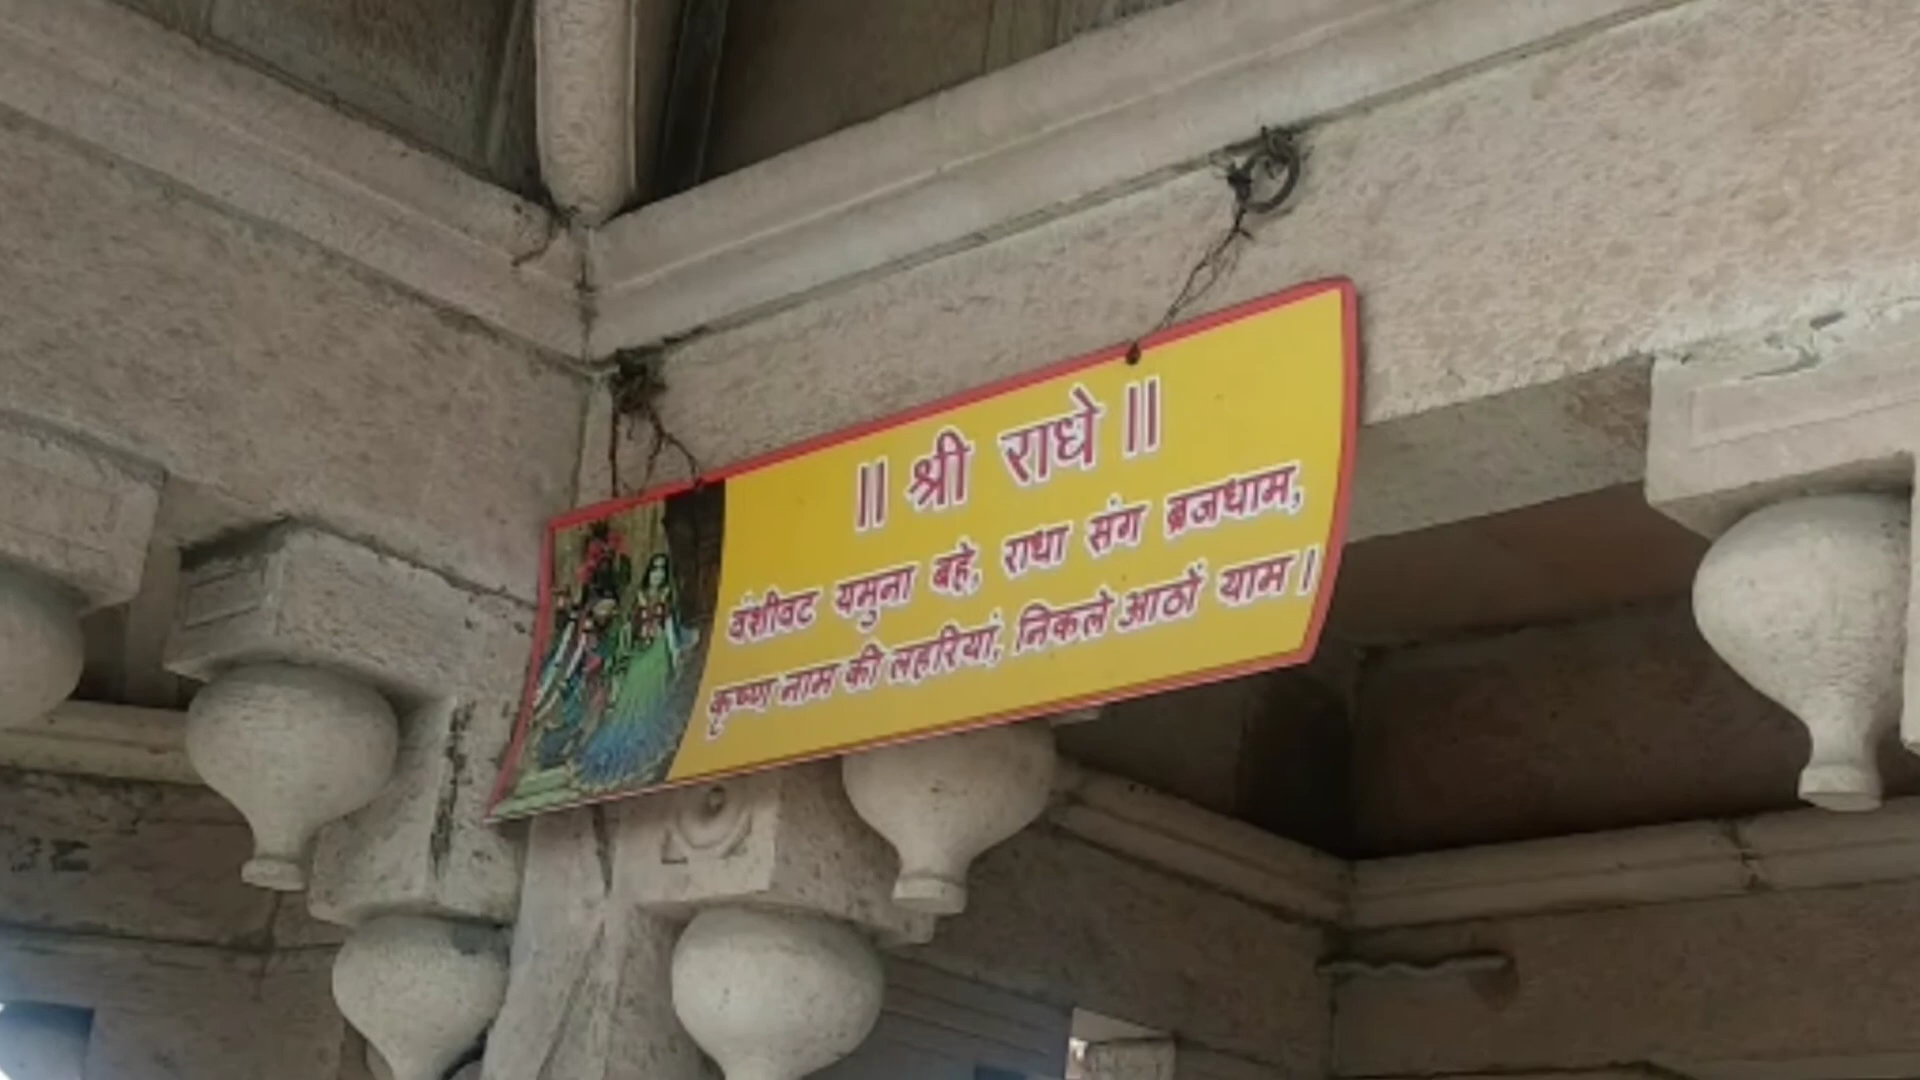 ॥ श्री राधे ॥
वंशीवट यमुना बहे, राधा संग ब्रजधाम,
कृष्ण नाम की लहरियां, निकले आठों याम।